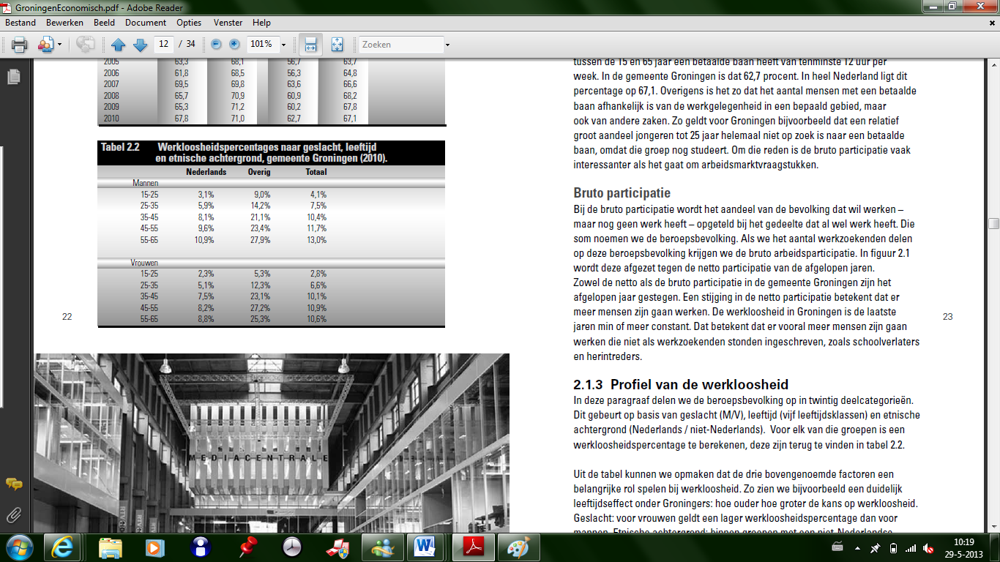 GroningenEconomisch.pdf - Adobe Reader
Bestand Bewerken Beeld Document Opties Venster Help
12 / 34 101% Zoeken
2005 63,3 68,1 56,7 63,7
2006 61,8 68,5 56,3 64,8
2007 69,5 69,8 63,6 66,6
2008 65,7 70,9 60,9 68,2
2009 65,3 71,2 60,2 67,8
2010 67,8 71,0 62,7 67,1
Tabel 2.2 Werkloosheidspercentages naar geslacht, leeftijd
en etnische achtergrond, gemeente Groningen (2010).
Nederlands Overig Totaal
Mannen
15-25 3,1% 9,0% 4,1%
25-35 5,9% 14,2% 7,5%
35-45 8,1% 21,1% 10,4%
45-55 9,6% 23,4% 11,7%
55-65 10,9% 27,9% 13,0%
Vrouwen
15-25 2,3% 5,3% 2,8%
25-35 5,1% 12,3% 6,6%
35-45 7,5% 23,1% 10,1%
45-55 8,2% 27,2% 10,9%
55-65 8,8% 25,3% 10,6%
22
MEDIACENTRALE
tussen de 15 en 65 jaar een betaalde baan heeft van tenminste 12 uur per
week. In de gemeente Groningen is dat 62,7 procent. In heel Nederland ligt dit
percentage op 67,1. Overigens is het zo dat het aantal mensen met een betaalde
baan afhankelijk is van de werkgelegenheid in een bepaald gebied, maar
ook van andere zaken. Zo geldt voor Groningen bijvoorbeeld dat een relatief
groot aandeel jongeren tot 25 jaar helemaal niet op zoek is naar een betaalde
baan, omdat die groep nog studeert. Om die reden is de bruto participatie vaak
interessanter als het gaat om arbeidsmarktvraagstukken.
Bruto participatie
Bij de bruto participatie wordt het aandeel van de bevolking dat wil werken –
maar nog geen werk heeft – opgeteld bij het gedeelte dat al wel werk heeft. Die
som noemen we de beroepsbevolking. Als we het aantal werkzoekenden delen
op deze beroepsbevolking krijgen we de bruto arbeidsparticipatie. In figuur 2.1
wordt deze afgezet tegen de netto participatie van de afgelopen jaren.
Zowel de netto als de bruto participatie in de gemeente Groningen zijn het
afgelopen jaar gestegen. Een stijging in de netto participatie betekent dat er
meer mensen zijn gaan werken. De werkloosheid in Groningen is de laatste
jaren min of meer constant. Dat betekent dat er vooral meer mensen zijn gaan
werken die niet als werkzoekenden stonden ingeschreven, zoals schoolverlaters
en herintreders.
23
2.1.3 Profiel van de werkloosheid
In deze paragraaf delen we de beroepsbevolking op in twintig deelcategorieën.
Dit gebeurt op basis van geslacht (M/V), leeftijd (vijf leeftijdsklassen) en etnische
achtergrond (Nederlands / niet-Nederlands). Voor elk van die groepen is een
werkloosheidspercentage te berekenen, deze zijn terug te vinden in tabel 2.2.
Uit de tabel kunnen we opmaken dat de drie bovengenoemde factoren een
belangrijke rol spelen bij werkloosheid. Zo zien we bijvoorbeeld een duidelijk
leeftijdseffect onder Groningers: hoe ouder hoe groter de kans op werkloosheid.
Geslacht: voor vrouwen geldt een lager werkloosheidspercentage dan voor
mannen. Etnische achtergrond: binnen groepen met een niet-Nederlandse
10:19
29-5-2013